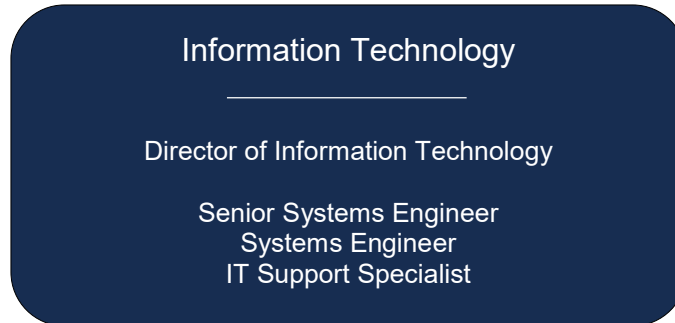 Information Technology
Director of Information Technology
Senior Systems Engineer
Systems Engineer
IT Support Specialist